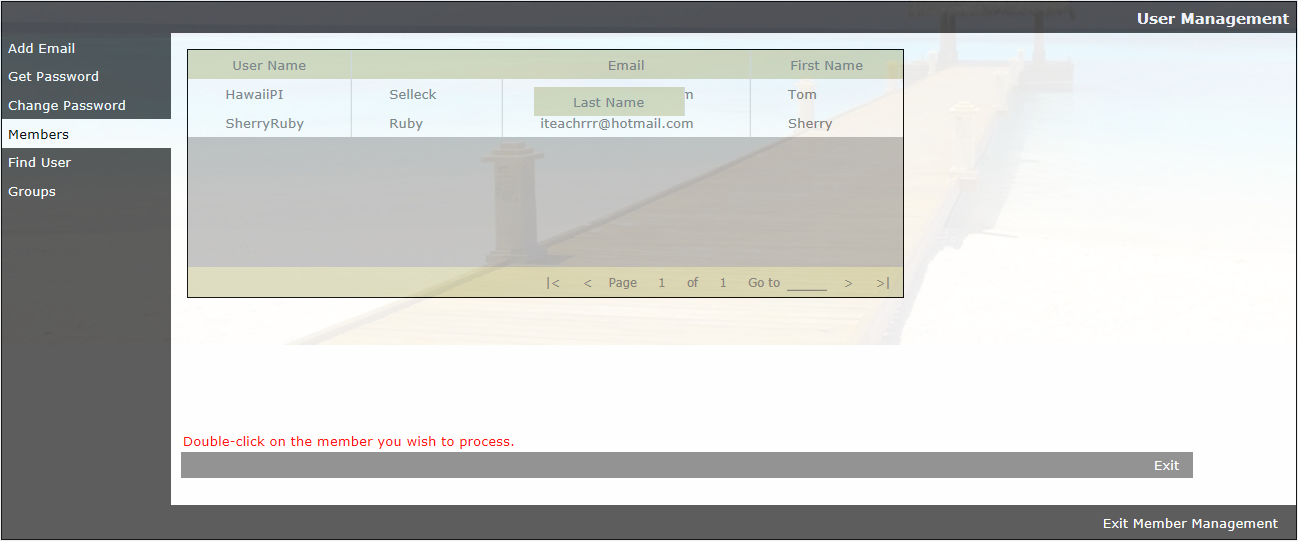 User Management
Add Email
Get Password
Change Password
Members
Find User
Groups
User Name Email First Name
HawaiiPI Selleck m Tom
Last Name
SherryRuby Ruby iteachrrr@hotmail.com Sherry
|< < Page 1 of 1 Go to ______ > >|
Double-click on the member you wish to process.
Exit
Exit Member Management